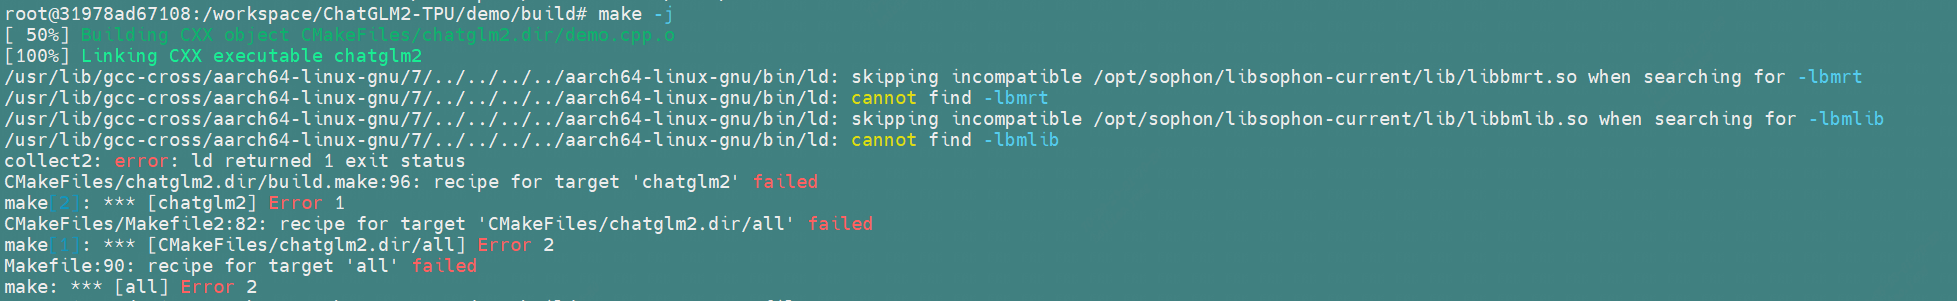 root@31978ad67108:/workspace/ChatGLM2-TPU/demo/build# make -j
[ 50%] Building CXX object CMakeFiles/chatglm2.dir/demo.cpp.o
[100%] Linking CXX executable chatglm2
/usr/lib/gcc-cross/aarch64-linux-gnu/7/../../../../aarch64-linux-gnu/bin/ld: skipping incompatible /opt/sophon/libsophon-current/lib/libbmrt.so when searching for -lbmrt
/usr/lib/gcc-cross/aarch64-linux-gnu/7/../../../../aarch64-linux-gnu/bin/ld: cannot find -lbmrt
/usr/lib/gcc-cross/aarch64-linux-gnu/7/../../../../aarch64-linux-gnu/bin/ld: skipping incompatible /opt/sophon/libsophon-current/lib/libbmlib.so when searching for -lbmlib
/usr/lib/gcc-cross/aarch64-linux-gnu/7/../../../../aarch64-linux-gnu/bin/ld: cannot find -lbmlib
collect2: error: ld returned 1 exit status
CMakeFiles/chatglm2.dir/build.make:96: recipe for target 'chatglm2' failed
make[2]: *** [chatglm2] Error 1
CMakeFiles/Makefile2:82: recipe for target 'CMakeFiles/chatglm2.dir/all' failed
make[1]: *** [CMakeFiles/chatglm2.dir/all] Error 2
Makefile:90: recipe for target 'all' failed
make: *** [all] Error 2